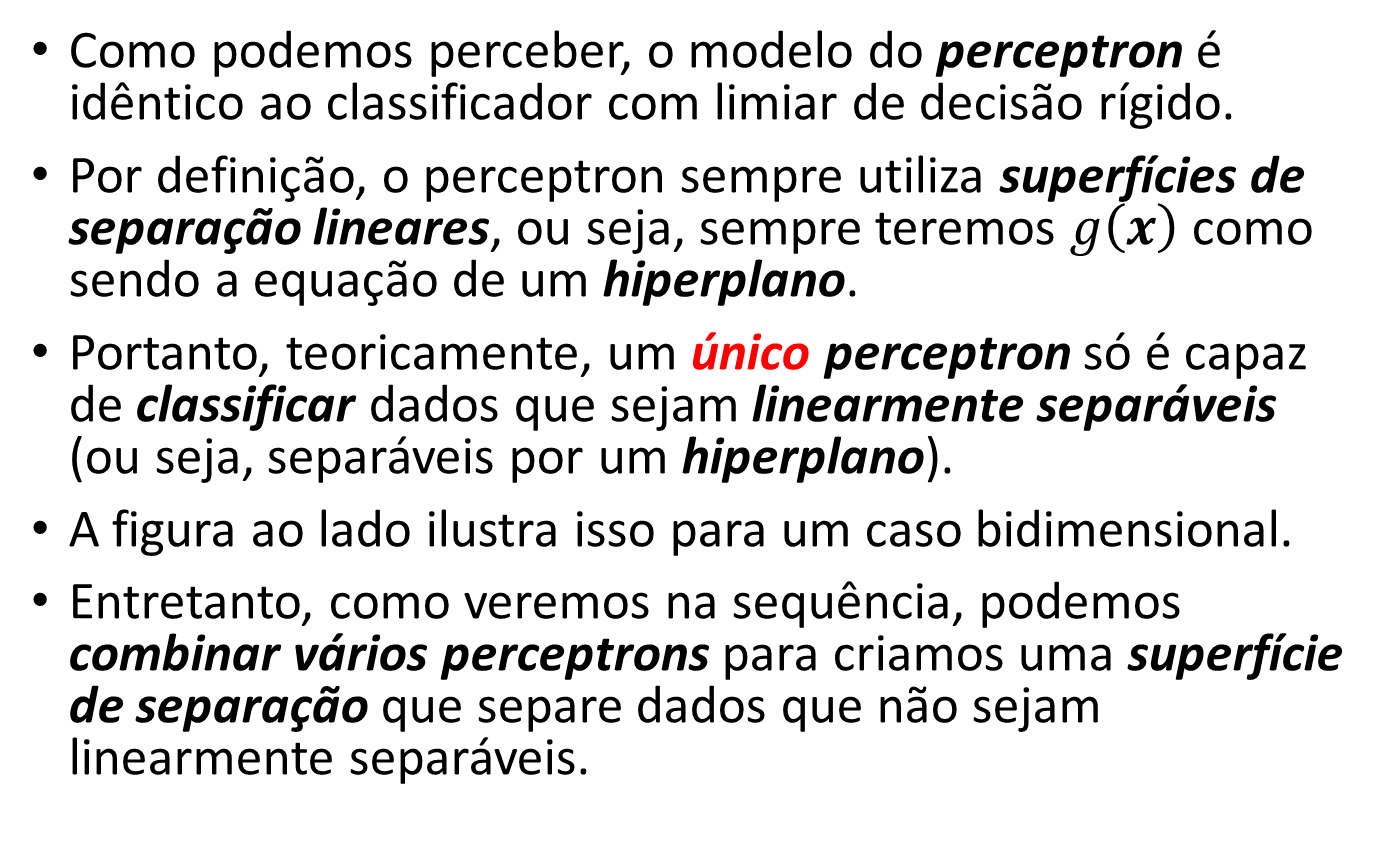 • Como podemos perceber, o modelo do perceptron é
idêntico ao classificador com limiar de decisão rígido.
• Por definição, o perceptron sempre utiliza superfícies de
separação lineares, ou seja, sempre teremos g(x) como
sendo a equação de um hiperplano.
• Portanto, teoricamente, um único perceptron só é capaz
de classificar dados que sejam linearmente separáveis
(ou seja, separáveis por um hiperplano).
• A figura ao lado ilustra isso para um caso bidimensional.
• Entretanto, como veremos na sequência, podemos
combinar vários perceptrons para criamos uma superfície
de separação que separe dados que não sejam
linearmente separáveis.